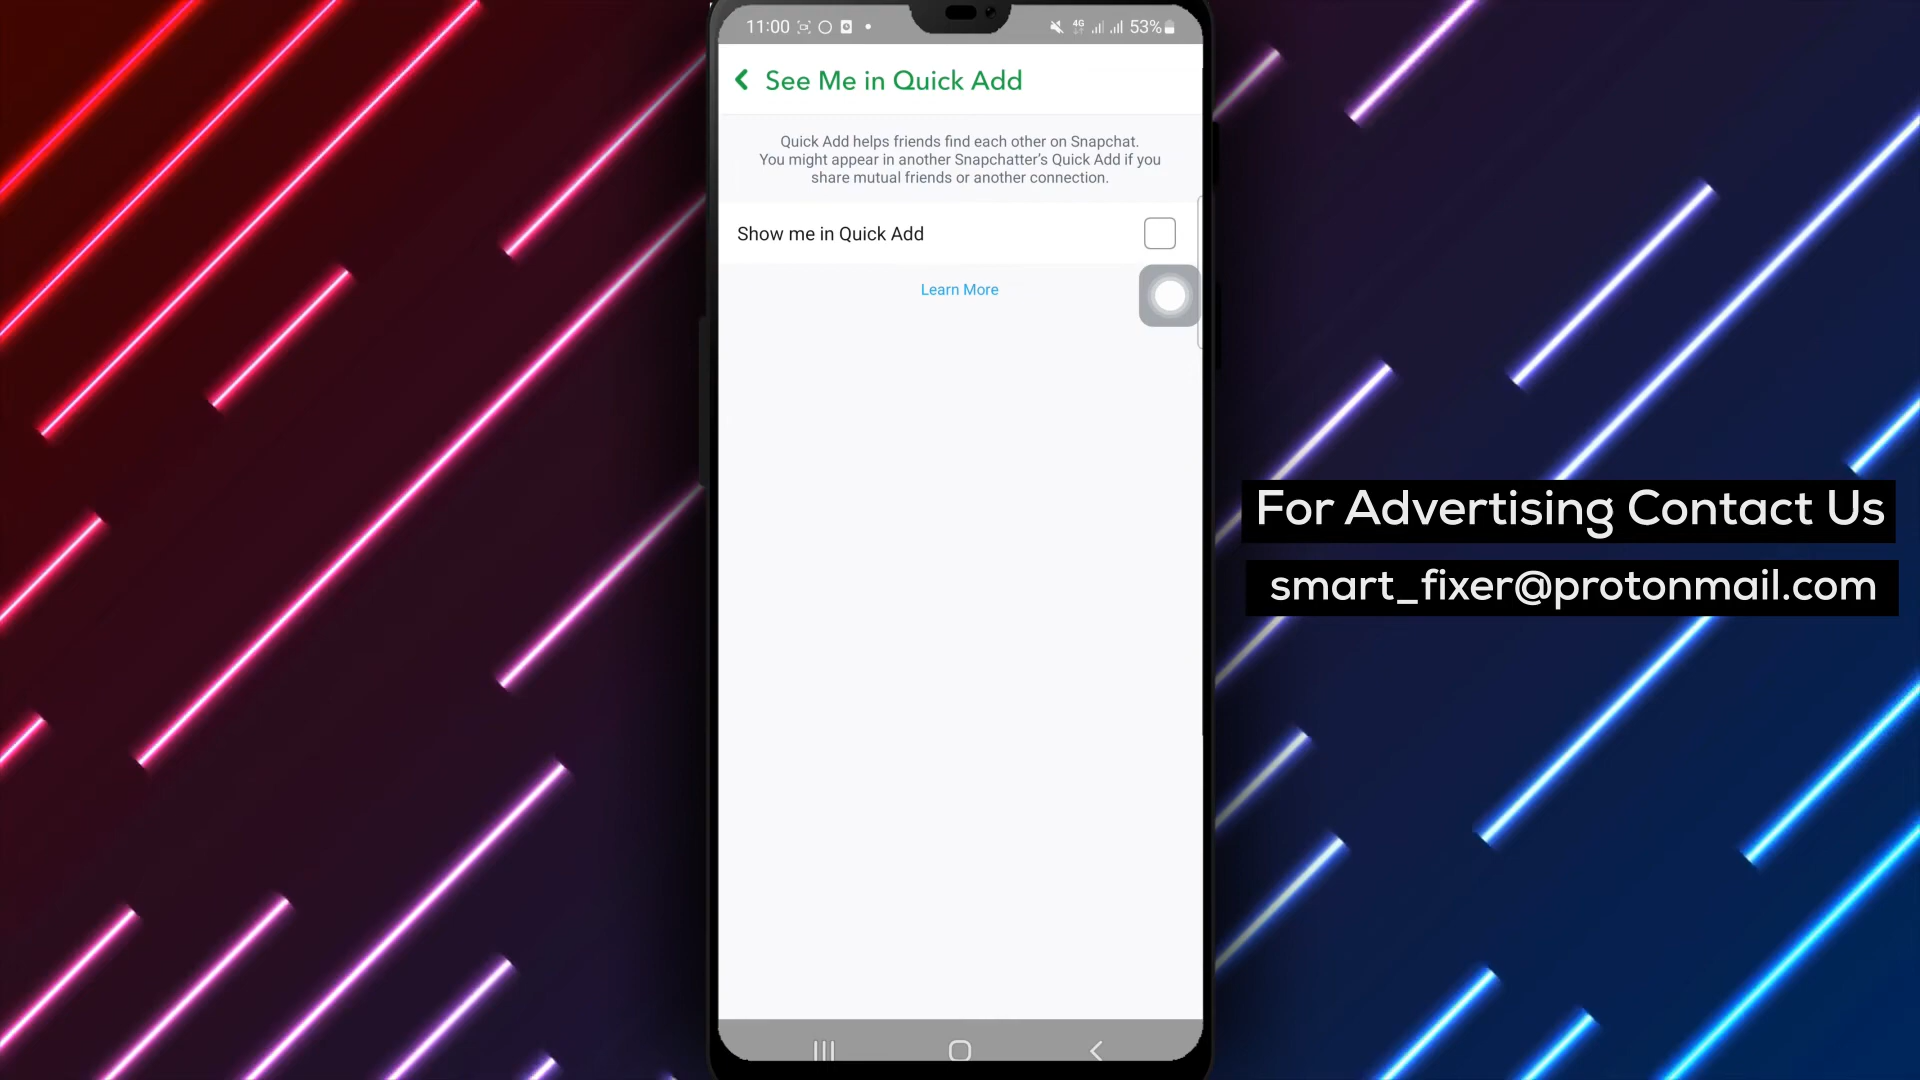 11:00
4G
53%
See Me in Quick Add
Quick Add helps friends find each other on Snapchat.
You might appear in another Snapchatter's Quick Add if you
share mutual friends or another connection.
Show me in Quick Add
Learn More
For Advertising Contact Us
smart_fixer@protonmail.com